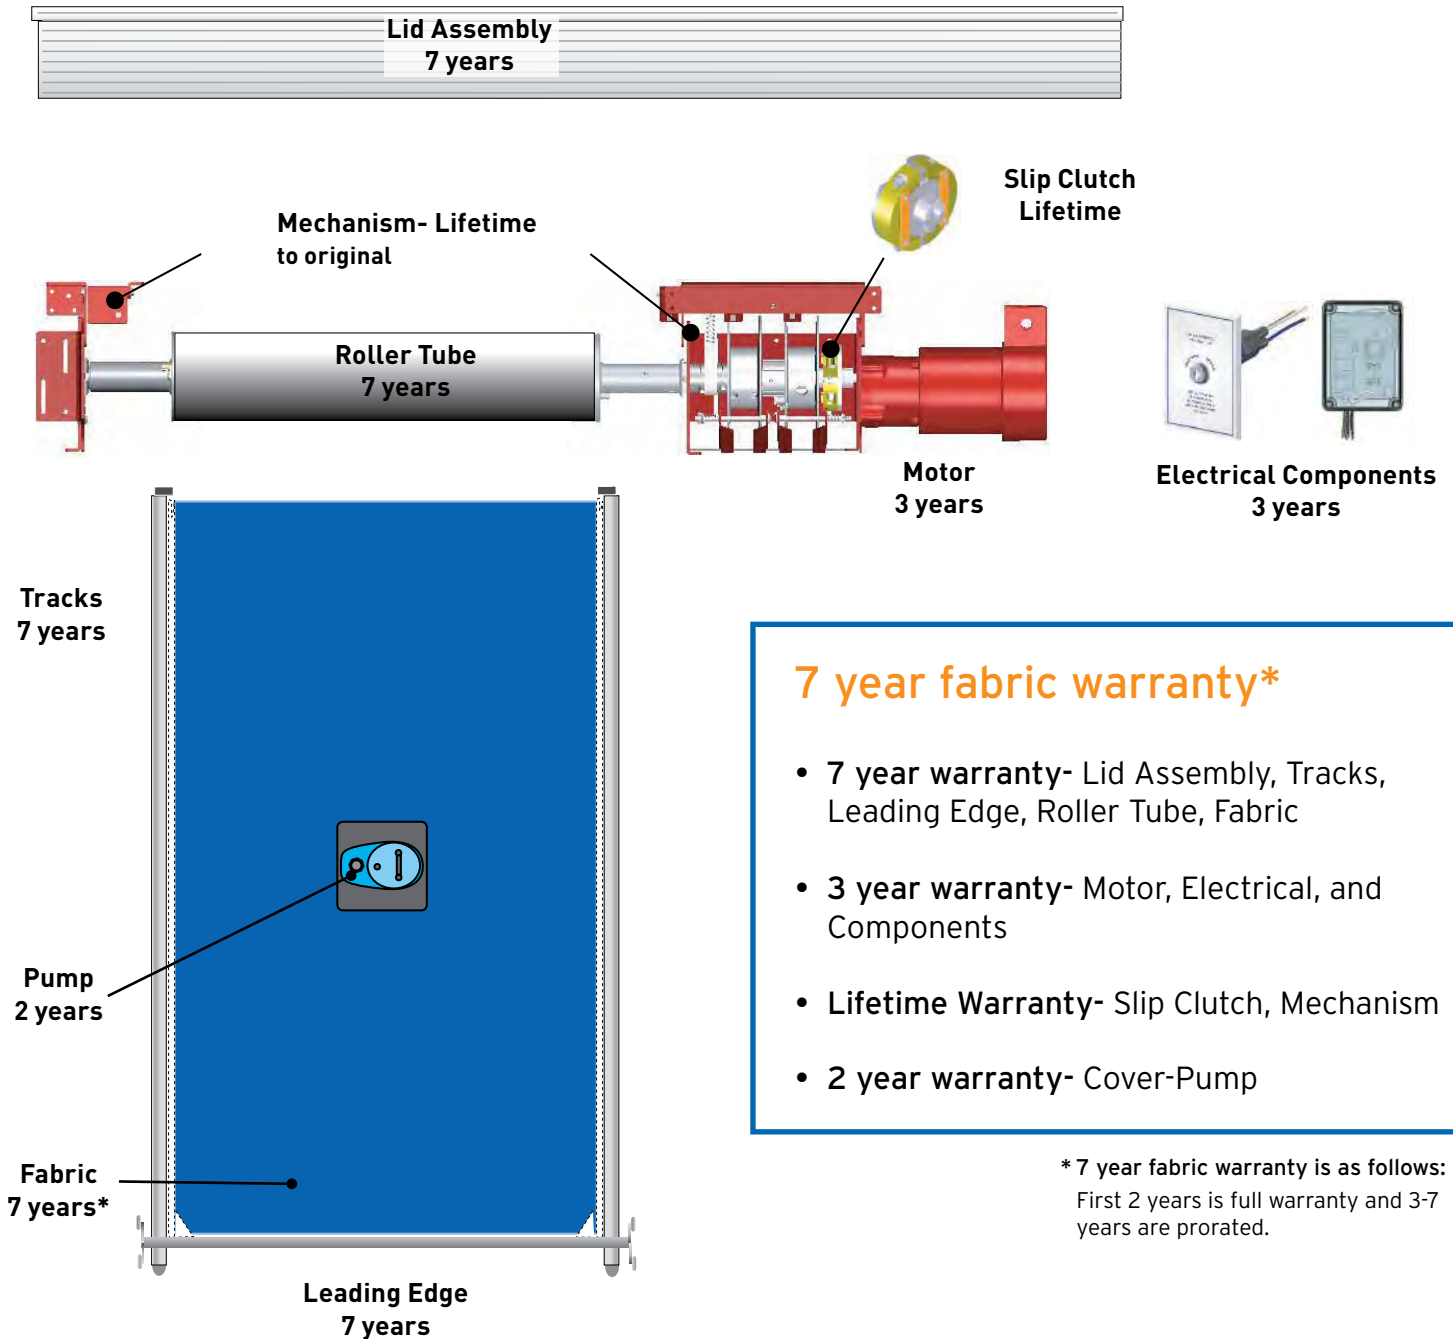 Lid Assembly
7 years
Slip Clutch
Lifetime
Mechanism- Lifetime
to original
Roller Tube
7 years
Motor
3 years
Electrical Components
3 years
Tracks
7 years
7 year fabric warranty*
• 7 year warranty- Lid Assembly, Tracks,
Leading Edge, Roller Tube, Fabric
• 3 year warranty- Motor, Electrical, and
Components
• Lifetime Warranty- Slip Clutch, Mechanism
• 2 year warranty- Cover-Pump
Pump
2 years
Fabric
7 years*
* 7 year fabric warranty is as follows:
First 2 years is full warranty and 3-7
years are prorated.
Leading Edge
7 years